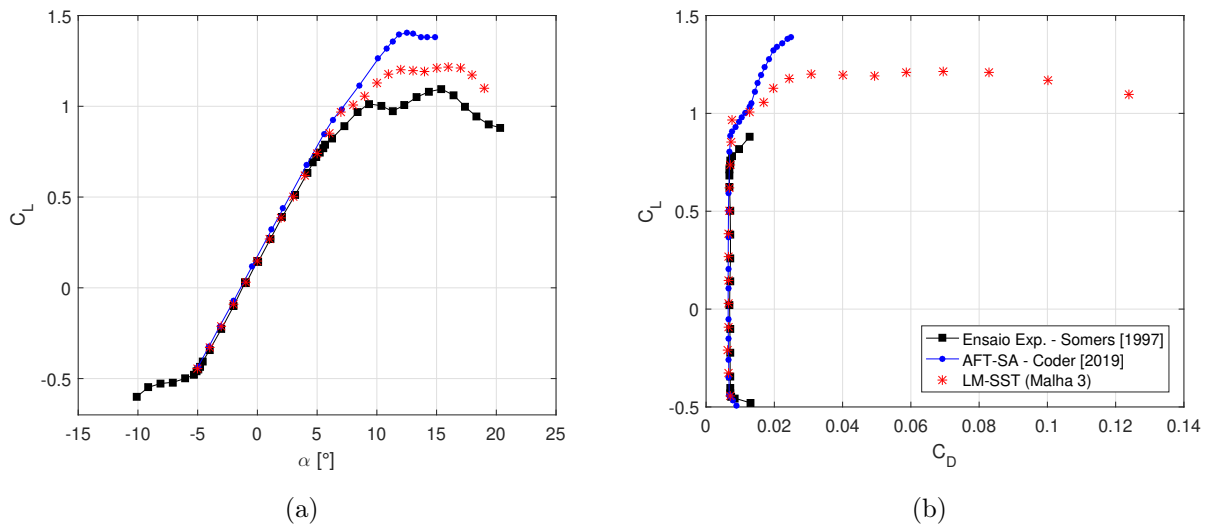 1.5
1
0.5
0
-0.5
C_L
-15 -10 -5 0 5 10 15 20 25
α [°]
(a)
1.5
1
0.5
0
-0.5
C_L
Ensaio Exp. - Somers [1997]
AFT-SA - Coder [2019]
LM-SST (Malha 3)
0 0.02 0.04 0.06 0.08 0.1 0.12 0.14
C_D
(b)